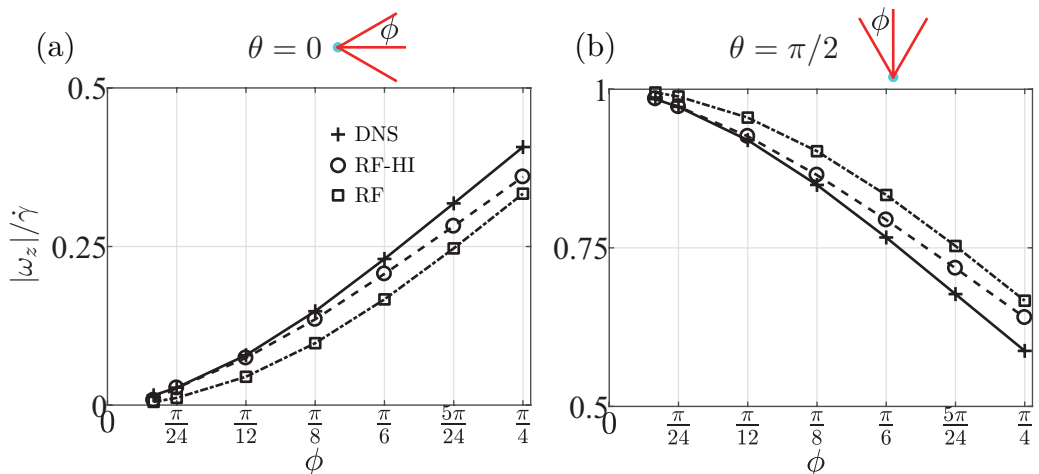 (a)
θ = 0
ϕ
0.5
0.25
0
|ω_z|/γ̇
DNS
RF-HI
RF
0
π/24
π/12
π/8
π/6
5π/24
π/4
ϕ
(b)
θ = π/2
ϕ
1
0.75
0.5
0
π/24
π/12
π/8
π/6
5π/24
π/4
ϕ